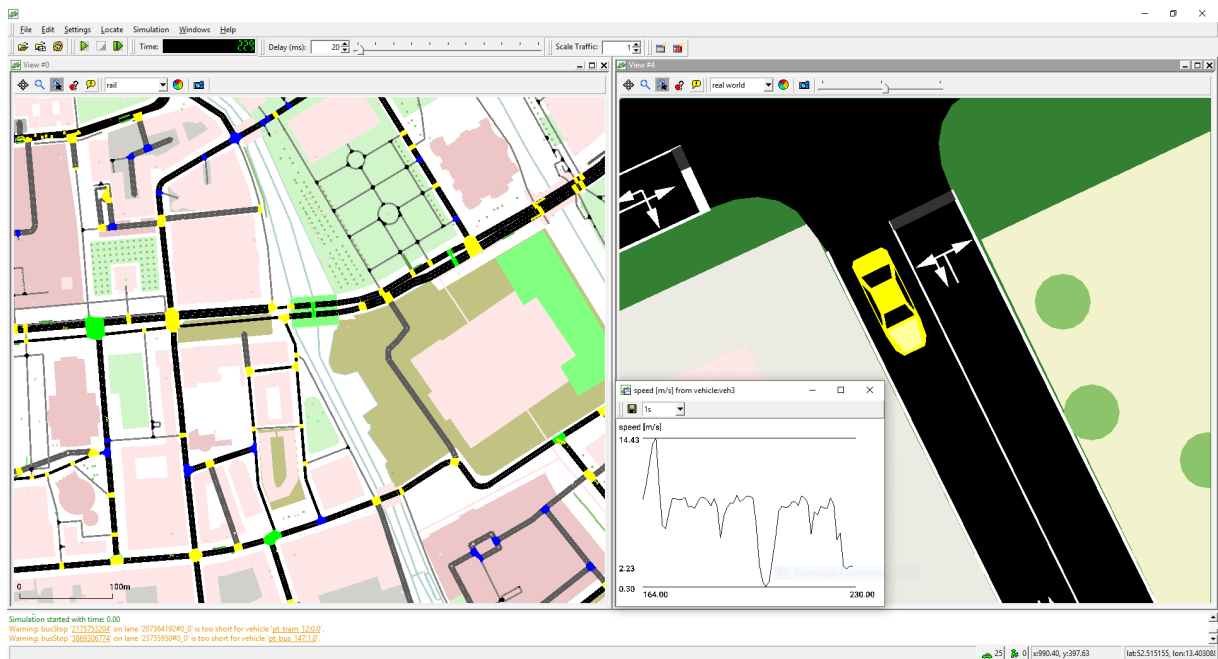 File Edit Settings Locate Simulation Windows Help
Time: 229 Delay (ms): 20 Scale Traffic: 1
View #0
rail
0 100m
View #4
real world
speed [m/s] from vehicle:veh3
1s
speed [m/s]
14.43
2.23
0.30
164.00 230.00
Simulation started with time: 0.00
Warning: busStop '2175753204' on lane '207364192#0_0' is too short for vehicle 'pt_tram_12:0.0'.
Warning: busStop '3869306774' on lane '23755950#0_0' is too short for vehicle 'pt_bus_147:1.0'.
25 0 x:990.40, y:397.63 lat:52.515155, lon:13.403088